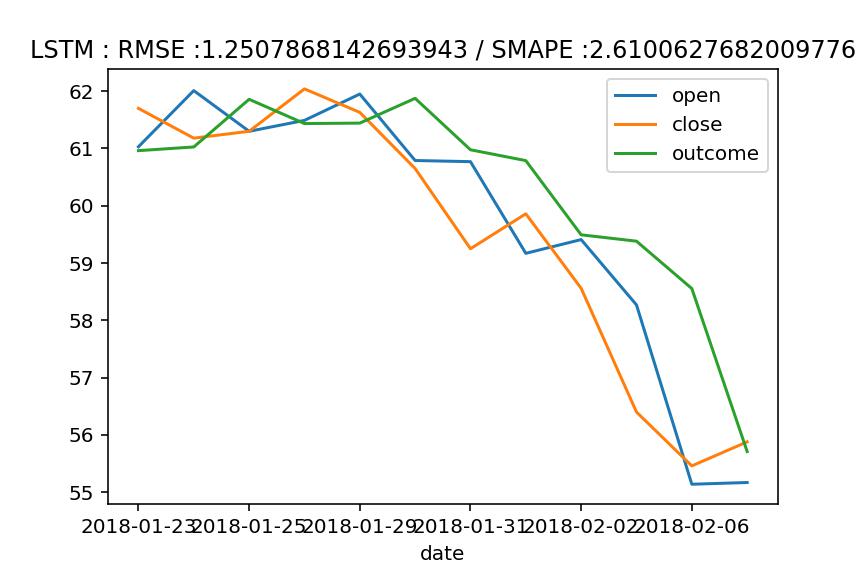 LSTM : RMSE :1.2507868142693943 / SMAPE :2.6100627682009776
open
close
outcome
62
61
60
59
58
57
56
55
2018-01-23 2018-01-25 2018-01-29 2018-01-31 2018-02-02 2018-02-06
date